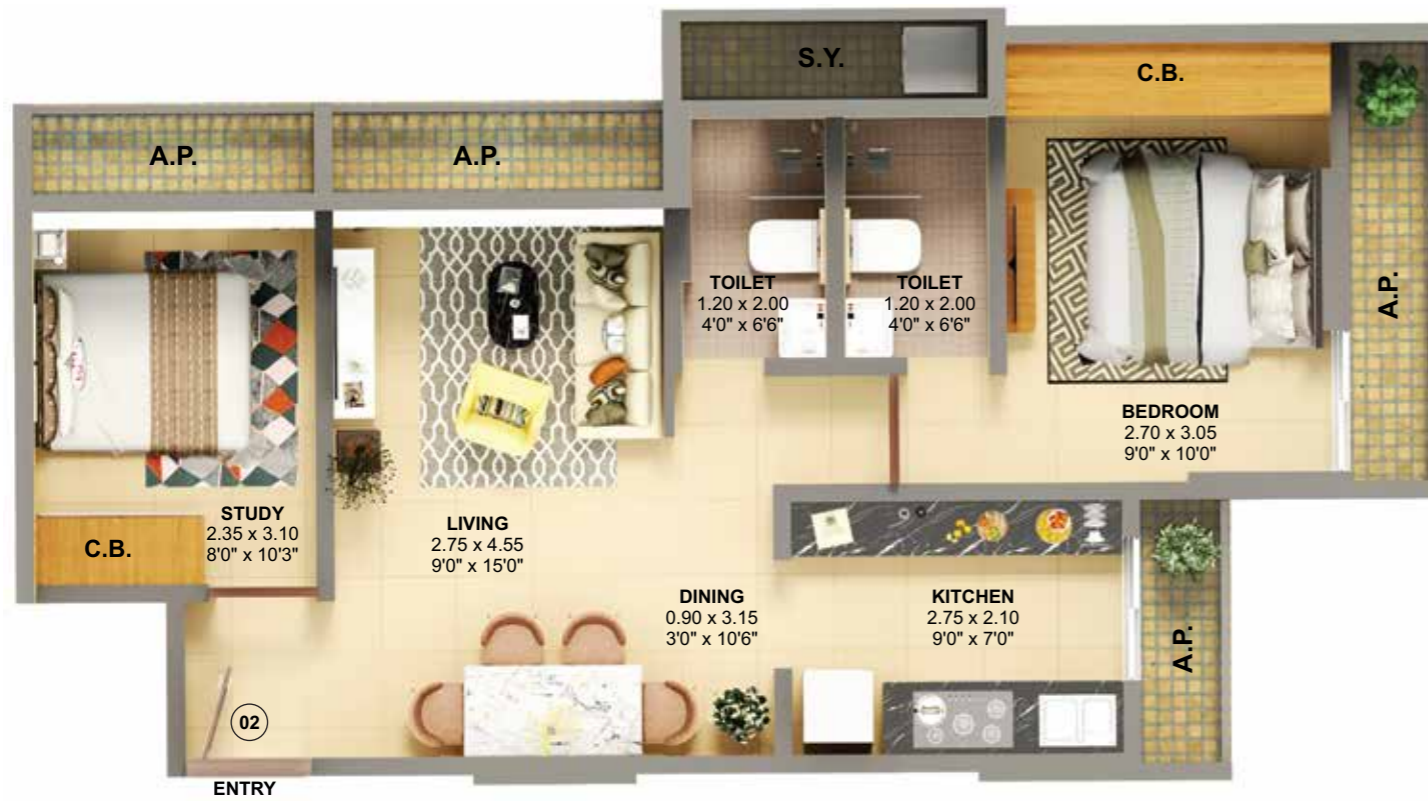 S.Y.
C.B.
A.P.
A.P.
A.P.
TOILET
1.20 x 2.00
4'0" x 6'6"
TOILET
1.20 x 2.00
4'0" x 6'6"
BEDROOM
2.70 x 3.05
9'0" x 10'0"
STUDY
2.35 x 3.10
8'0" x 10'3"
C.B.
LIVING
2.75 x 4.55
9'0" x 15'0"
DINING
0.90 x 3.15
3'0" x 10'6"
KITCHEN
2.75 x 2.10
9'0" x 7'0"
A.P.
02
ENTRY